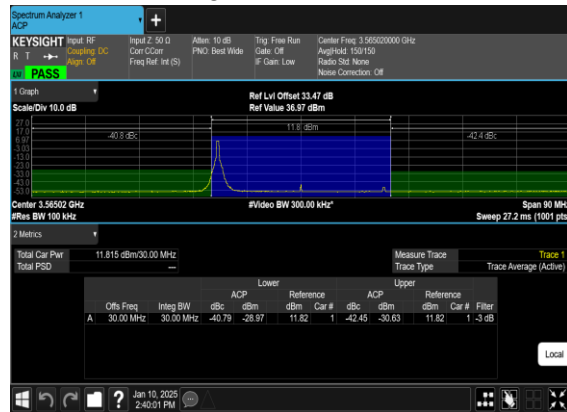 Spectrum Analyzer 1
ACP
+
KEYSIGHT
R T
PASS
Input: RF
Coupling: DC
Align: Off
Input Z: 50 Ω
Corr CCorr
Freq Ref: Int (S)
Atten: 10 dB
PNO: Best Wide
Trig: Free Run
Gate: Off
IF Gain: Low
Center Freq: 3.565020000 GHz
Avg|Hold: 150/150
Radio Std: None
Noise Correction: Off
1 Graph
Scale/Div 10.0 dB
Ref Lvl Offset 33.47 dB
Ref Value 36.97 dBm
27.0
17.0
6.97
-3.03
-13.0
-23.0
-33.0
-43.0
-53.0
-40.8 dBc
11.8 dBm
-42.4 dBc
Center 3.56502 GHz
#Res BW 100 kHz
#Video BW 300.00 kHz*
Span 90 MHz
Sweep 27.2 ms (1001 pts)
2 Metrics
Total Car Pwr 11.815 dBm/30.00 MHz
Total PSD ---
Measure Trace Trace 1
Trace Type Trace Average (Active)
Lower Upper
ACP Reference ACP Reference
Offs Freq Integ BW dBc dBm dBm Car # dBc dBm dBm Car # Filter
A 30.00 MHz 30.00 MHz -40.79 -28.97 11.82 1 -42.45 -30.63 11.82 1 -3 dB
Local
?
Jan 10, 2025
2:40:01 PM